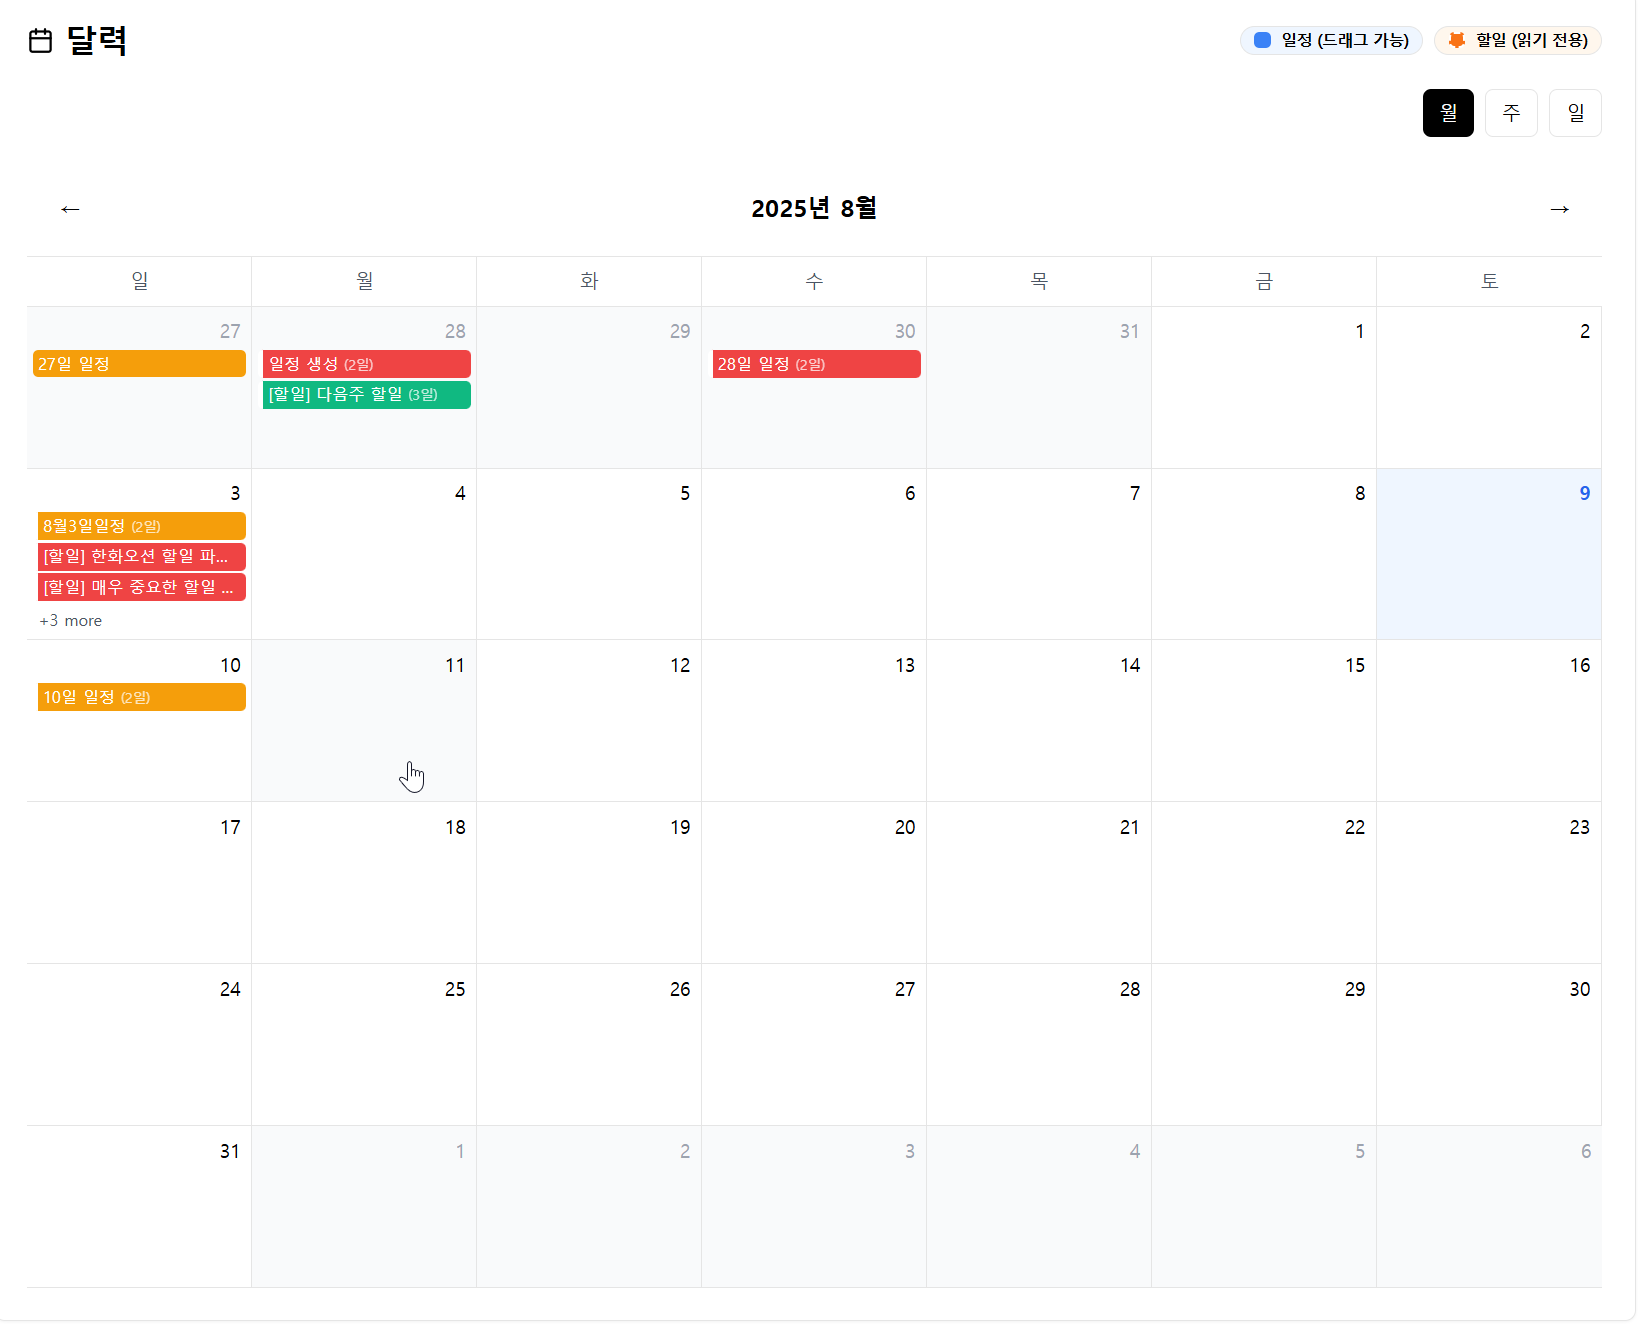 달력
일정 (드래그 가능)
할일 (읽기 전용)
월 주 일
← 2025년 8월 →
일 월 화 수 목 금 토
27 28 29 30 31 1 2
27일 일정
일정 생성 (2일)
[할일] 다음주 할일 (3일)
28일 일정 (2일)
3 4 5 6 7 8 9
8월3일일정 (2일)
[할일] 한화오션 할일 파...
[할일] 매우 중요한 할일 ...
+3 more
10 11 12 13 14 15 16
10일 일정 (2일)
17 18 19 20 21 22 23
24 25 26 27 28 29 30
31 1 2 3 4 5 6